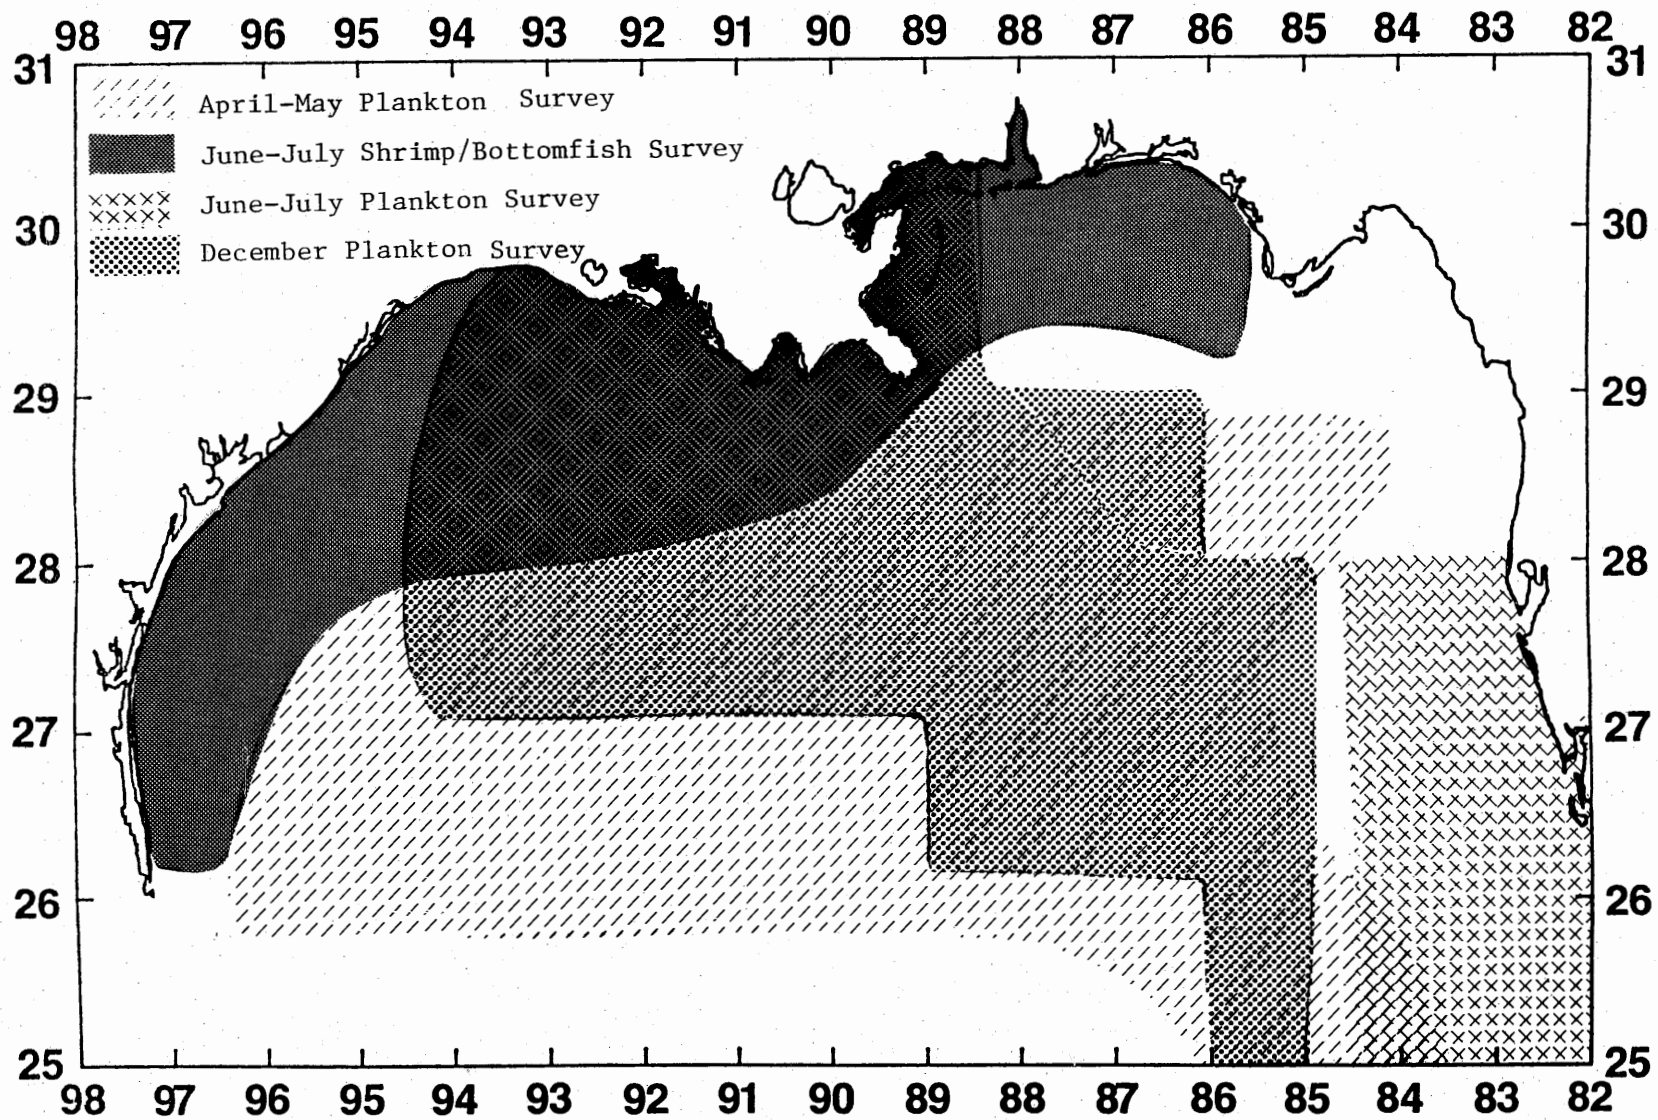 98 97 96 95 94 93 92 91 90 89 88 87 86 85 84 83 82
31 31
April-May Plankton Survey
June-July Shrimp/Bottomfish Survey
June-July Plankton Survey
30 30
December Plankton Survey
29 29
28 28
27 27
26 26
25 25
98 97 96 95 94 93 92 91 90 89 88 87 86 85 84 83 82